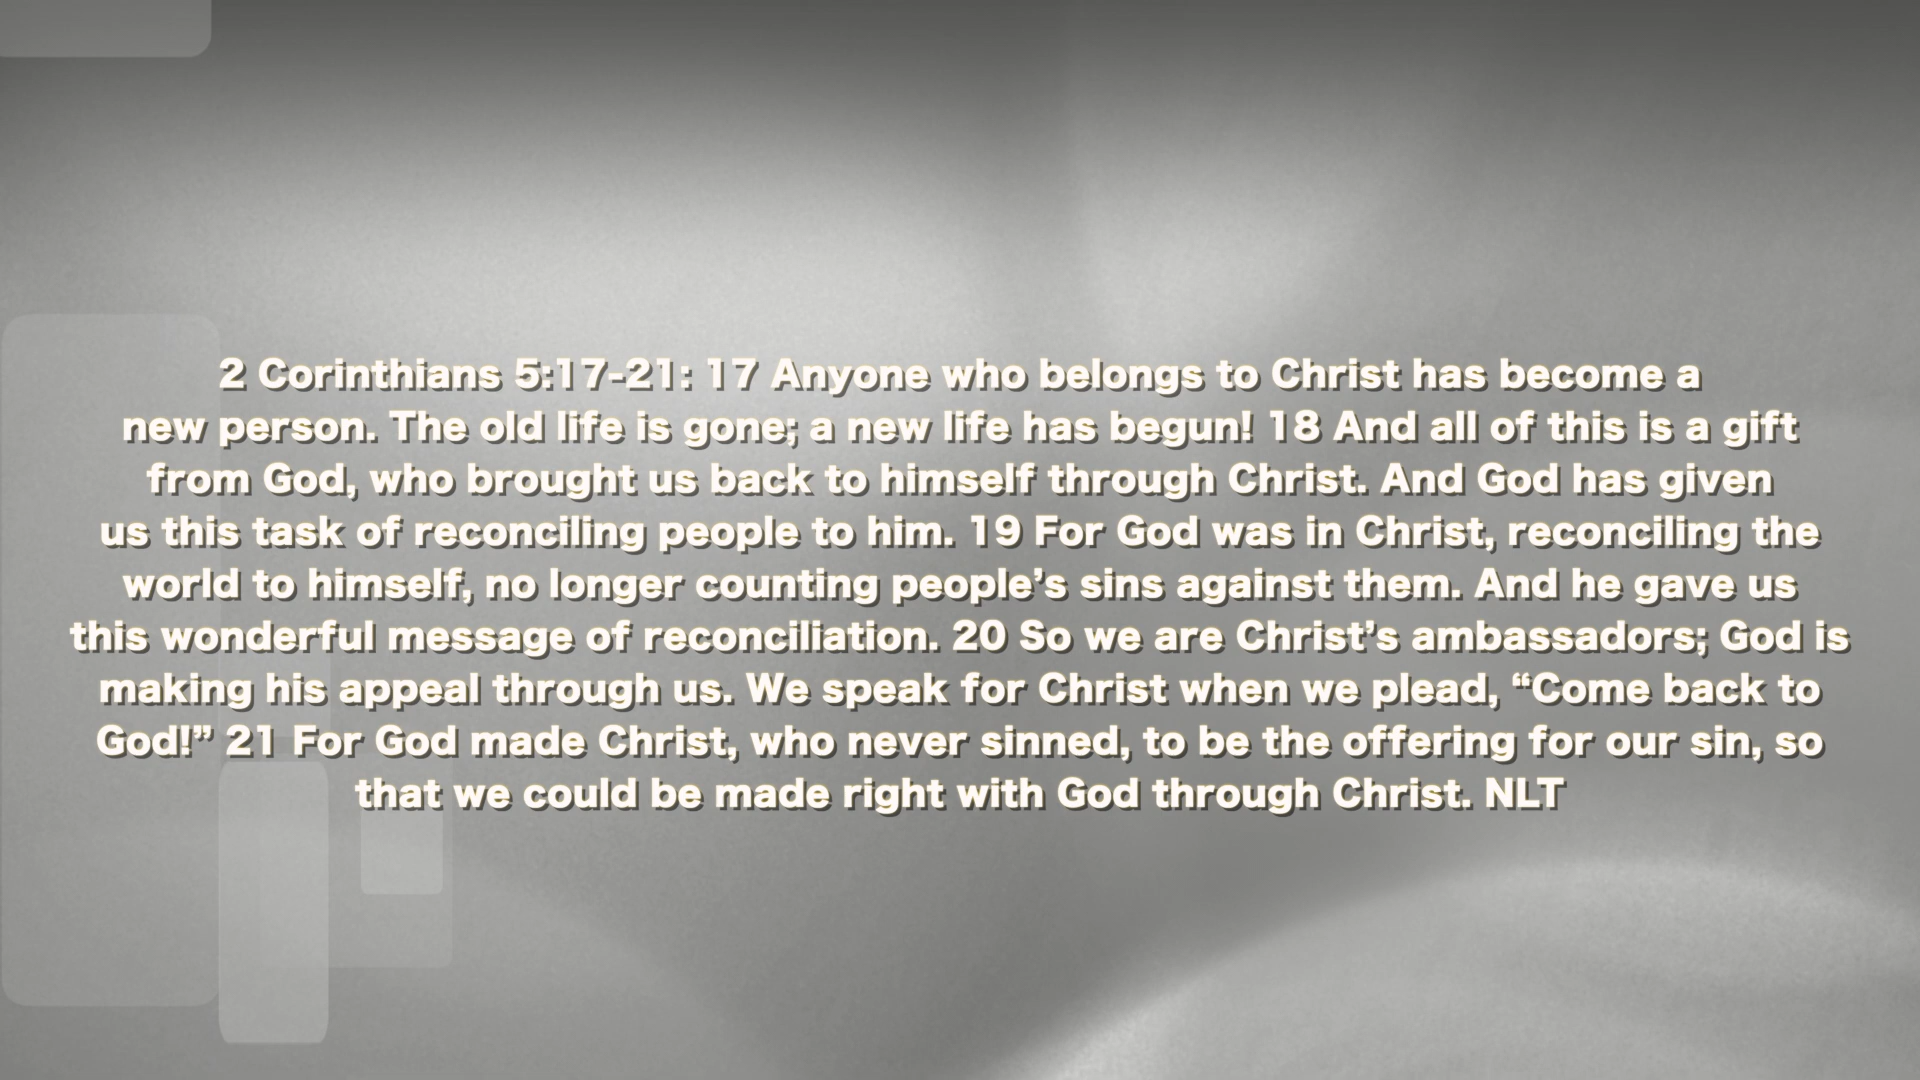 2 Corinthians 5:17-21: 17 Anyone who belongs to Christ has become a
new person. The old life is gone; a new life has begun! 18 And all of this is a gift
from God, who brought us back to himself through Christ. And God has given
us this task of reconciling people to him. 19 For God was in Christ, reconciling the
world to himself, no longer counting people’s sins against them. And he gave us
this wonderful message of reconciliation. 20 So we are Christ’s ambassadors; God is
making his appeal through us. We speak for Christ when we plead, “Come back to
God!” 21 For God made Christ, who never sinned, to be the offering for our sin, so
that we could be made right with God through Christ. NLT